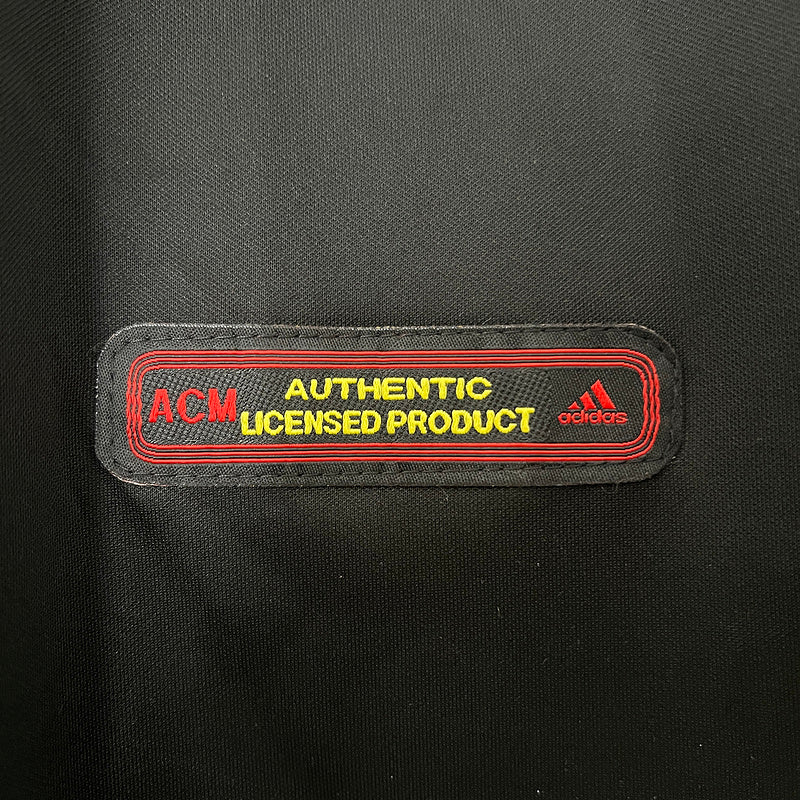 ACM
AUTHENTIC
LICENSED PRODUCT
adidas